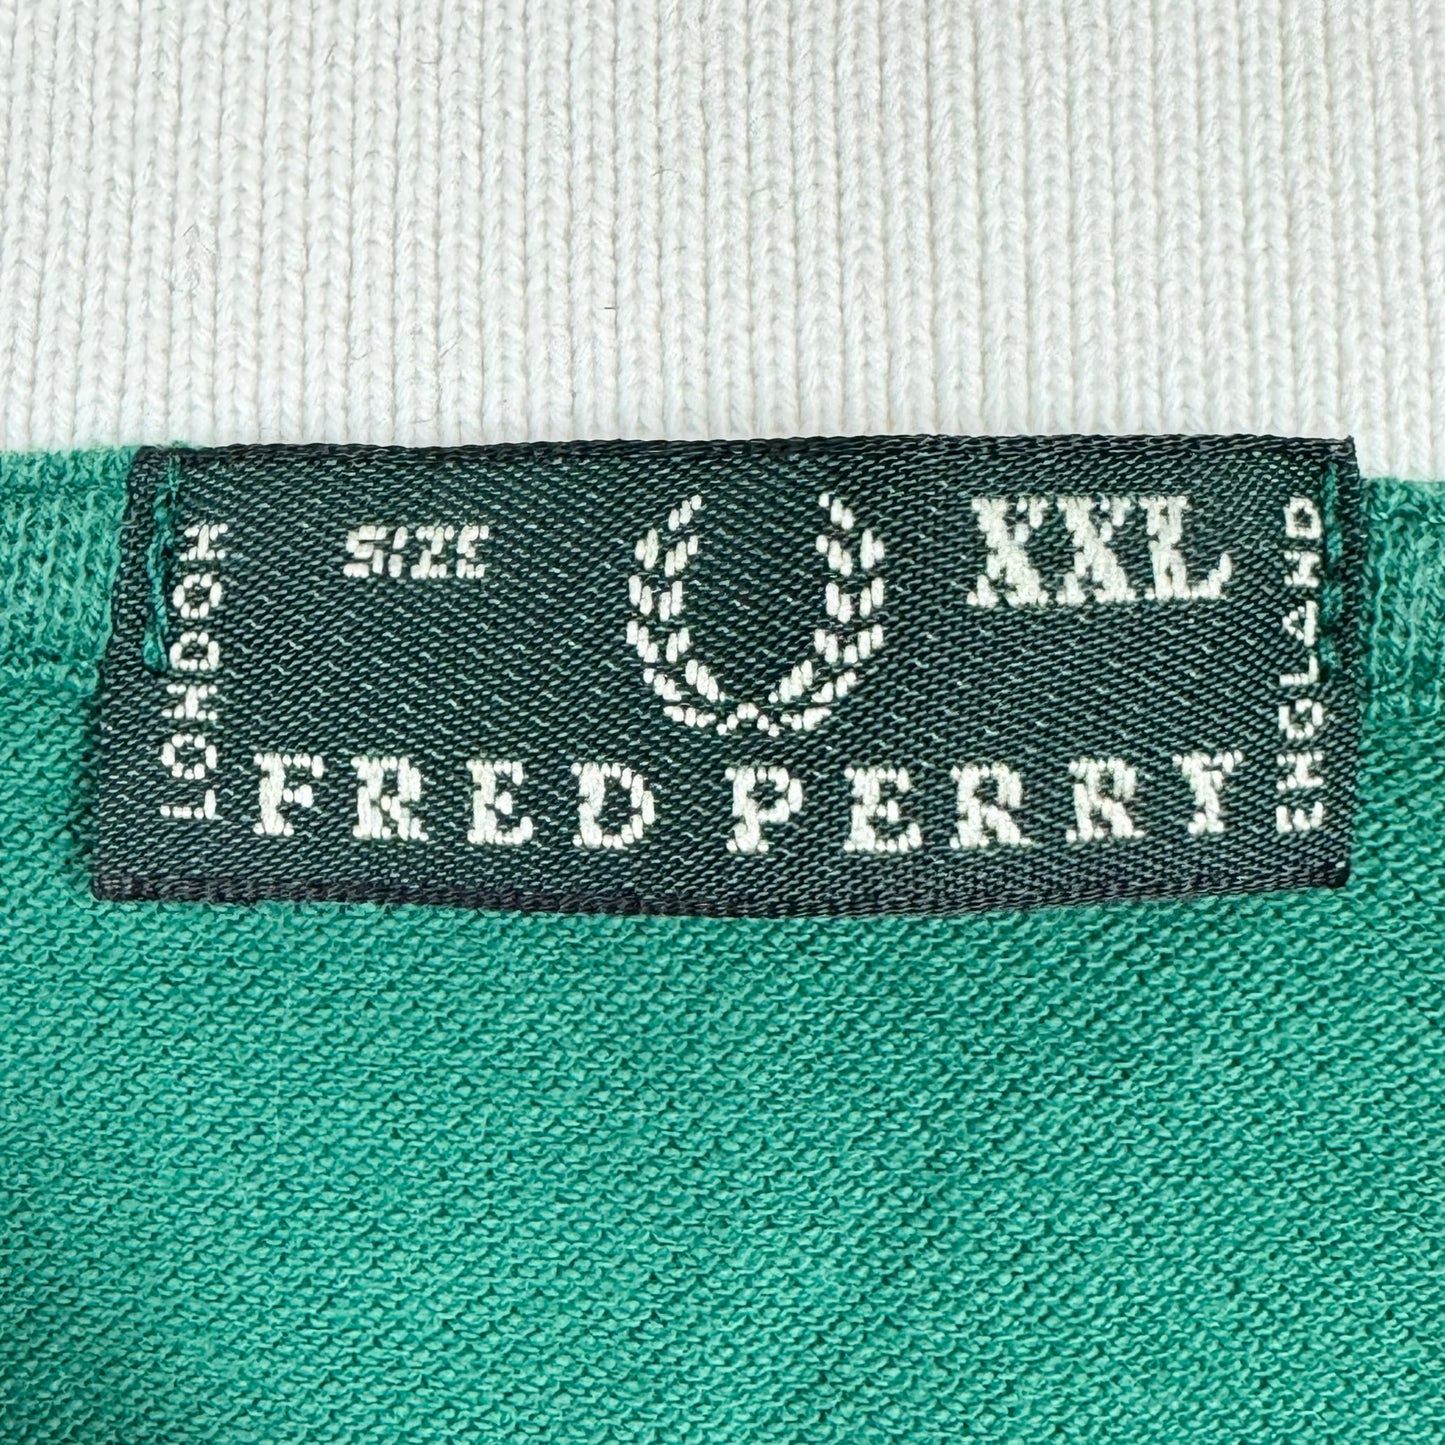 SIZE XXL
LONDON
FRED PERRY
ENGLAND